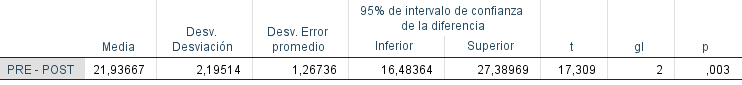 95% de intervalo de confianza
de la diferencia
Desv. Desv. Error
Media Desviación promedio Inferior Superior t gl p
PRE - POST 21,93667 2,19514 1,26736 16,48364 27,38969 17,309 2 ,003